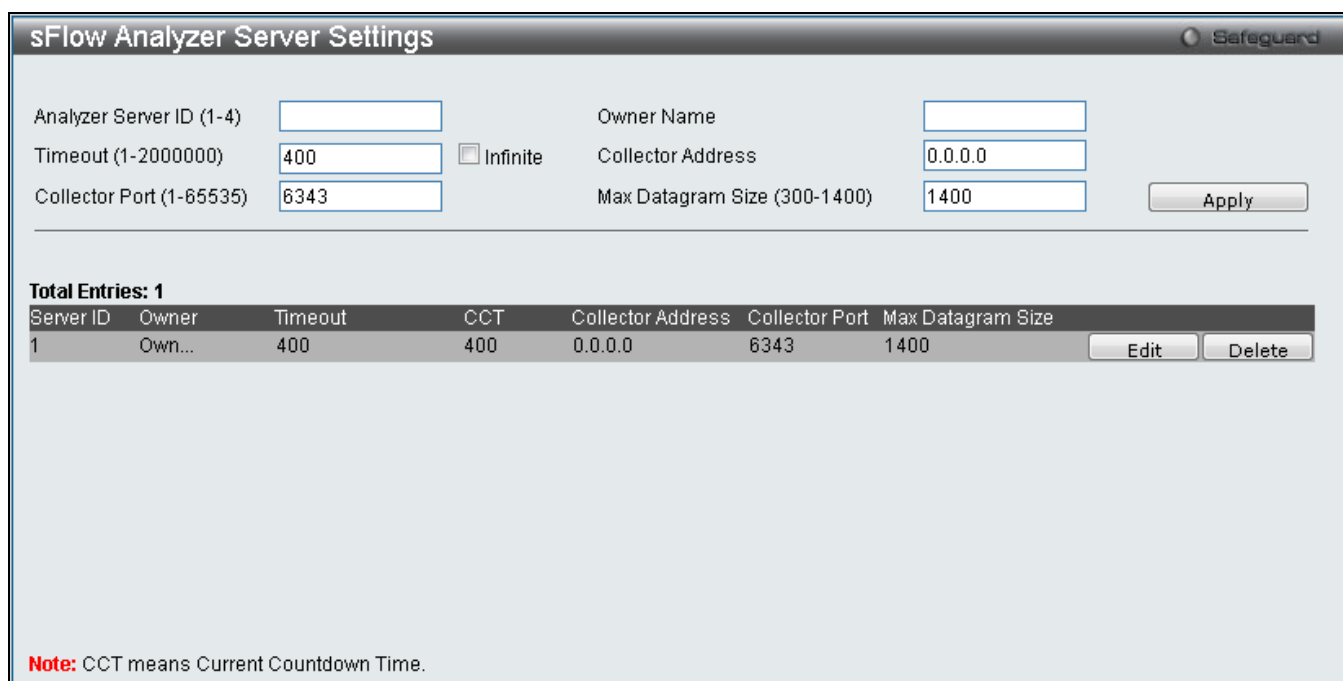 sFlow Analyzer Server Settings Safeguard
Analyzer Server ID (1-4) Owner Name
Timeout (1-2000000) 400 Infinite Collector Address 0.0.0.0
Collector Port (1-65535) 6343 Max Datagram Size (300-1400) 1400 Apply
Total Entries: 1
Server ID Owner Timeout CCT Collector Address Collector Port Max Datagram Size
1 Own... 400 400 0.0.0.0 6343 1400 Edit Delete
Note: CCT means Current Countdown Time.